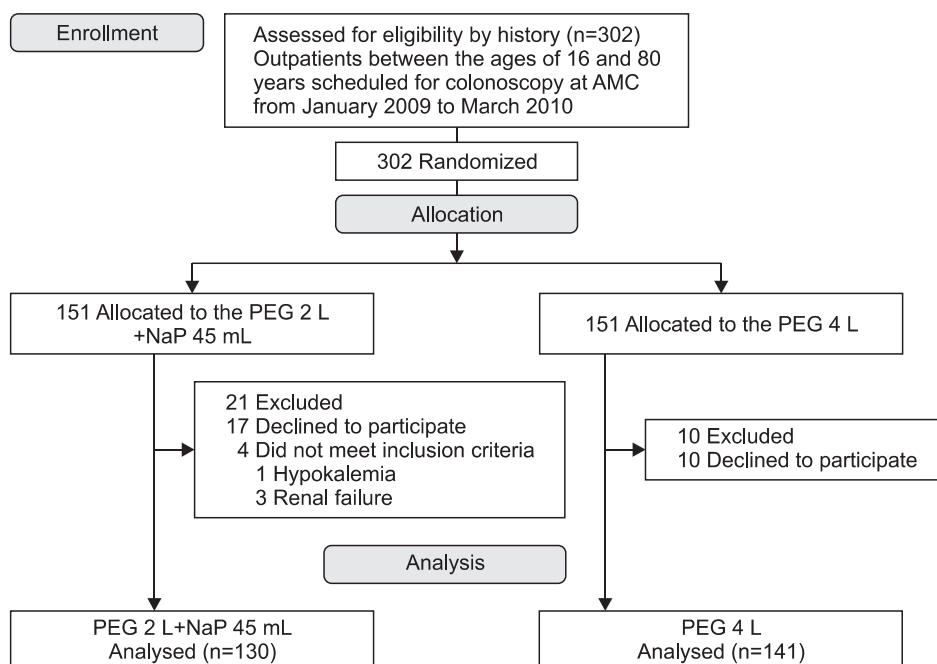 Enrollment
Assessed for eligibility by history (n=302)
Outpatients between the ages of 16 and 80
years scheduled for colonoscopy at AMC
from January 2009 to March 2010
302 Randomized
Allocation
151 Allocated to the PEG 2 L
+NaP 45 mL
151 Allocated to the PEG 4 L
21 Excluded
17 Declined to participate
4 Did not meet inclusion criteria
1 Hypokalemia
3 Renal failure
10 Excluded
10 Declined to participate
Analysis
PEG 2 L+NaP 45 mL
Analysed (n=130)
PEG 4 L
Analysed (n=141)